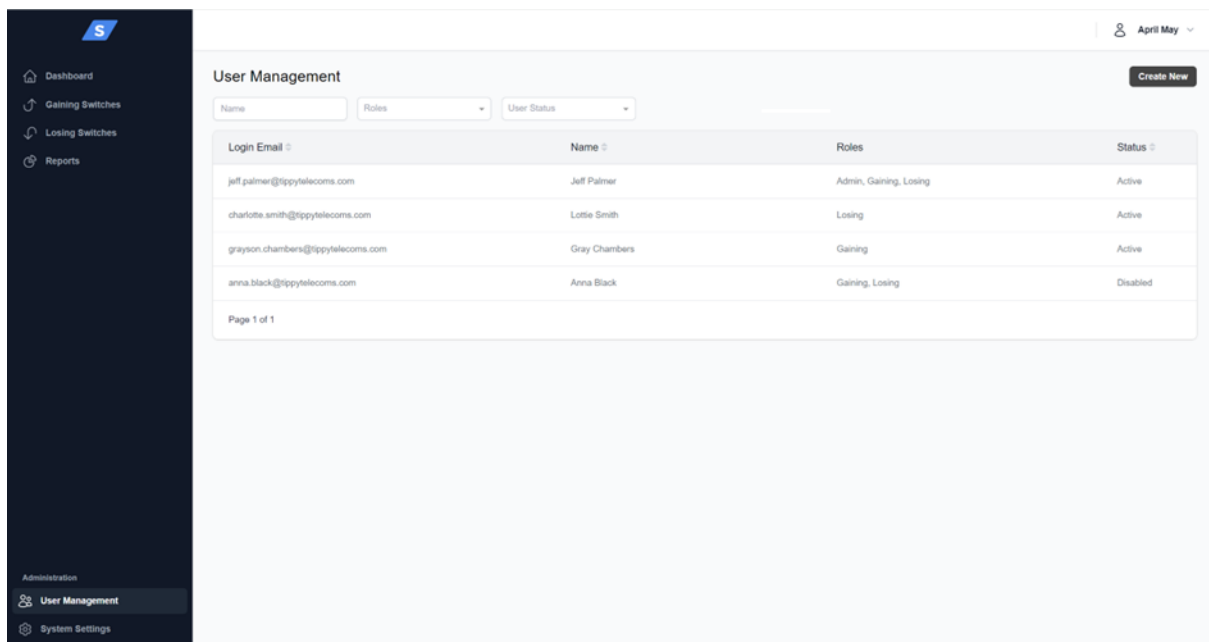 S
April May
Dashboard
Gaining Switches
Losing Switches
Reports
User Management
Create New
Name Roles User Status
Login Email Name Roles Status
jeff.palmer@tippytelecoms.com Jeff Palmer Admin, Gaining, Losing Active
charlotte.smith@tippytelecoms.com Lottie Smith Losing Active
grayson.chambers@tippytelecoms.com Gray Chambers Gaining Active
anna.black@tippytelecoms.com Anna Black Gaining, Losing Disabled
Page 1 of 1
Administration
User Management
System Settings